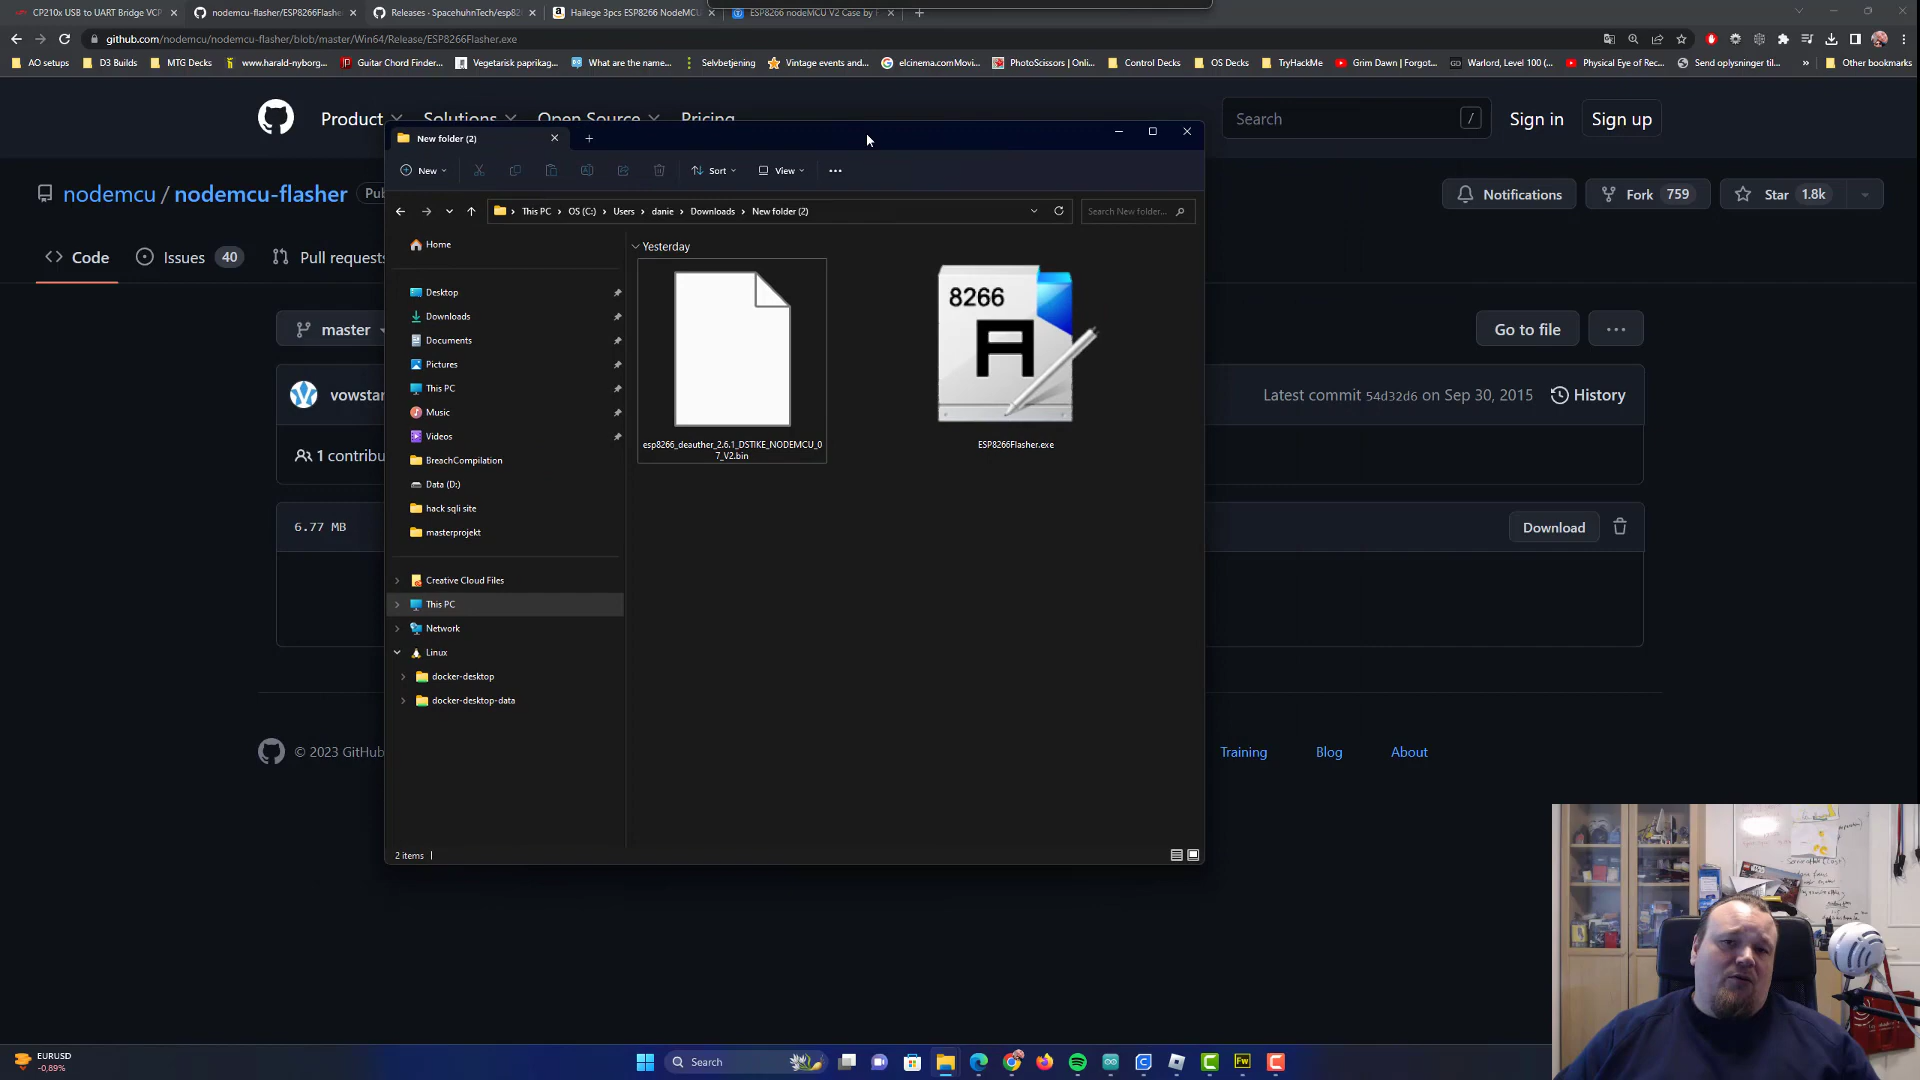 CP210x USB to UART Bridge VCP
nodemcu-flasher/ESP8266Flashe
Releases · SpacehuhnTech/esp82
Hailege 3pcs ESP8266 NodeMCU
ESP8266 nodeMCU V2 Case by F
github.com/nodemcu/nodemcu-flasher/blob/master/Win64/Release/ESP8266Flasher.exe
AO setups
D3 Builds
MTG Decks
www.harald-nyborg...
Guitar Chord Finder...
Vegetarisk paprikag...
What are the name...
Selvbetjening
Vintage events and...
elcinema.comMovi...
PhotoScissors | Onli...
Control Decks
OS Decks
TryHackMe
Grim Dawn | Forgot...
Warlord, Level 100 (...
Physical Eye of Rec...
Send oplysninger til...
»
Other bookmarks
Product
Solutions
Open Source
Pricing
Search
/
Sign in
Sign up
nodemcu / nodemcu-flasher
Pub
Notifications
Fork 759
Star 1.8k
Code
Issues 40
Pull requests
master
Go to file
...
vowstar
Latest commit 54d32d6 on Sep 30, 2015
History
1 contribu
6.77 MB
Download
© 2023 GitHub
Training
Blog
About
New folder (2)
New
Sort
View
This PC > OS (C:) > Users > danie > Downloads > New folder (2)
Search New folder...
Home
Desktop
Downloads
Documents
Pictures
This PC
Music
Videos
BreachCompilation
Data (D:)
hack sqli site
masterprojekt
Creative Cloud Files
This PC
Network
Linux
docker-desktop
docker-desktop-data
Yesterday
esp8266_deauther_2.6.1_DSTIKE_NODEMCU_0
7_V2.bin
8266
A
ESP8266Flasher.exe
2 items
EURUSD
-0,89%
Search
Fw